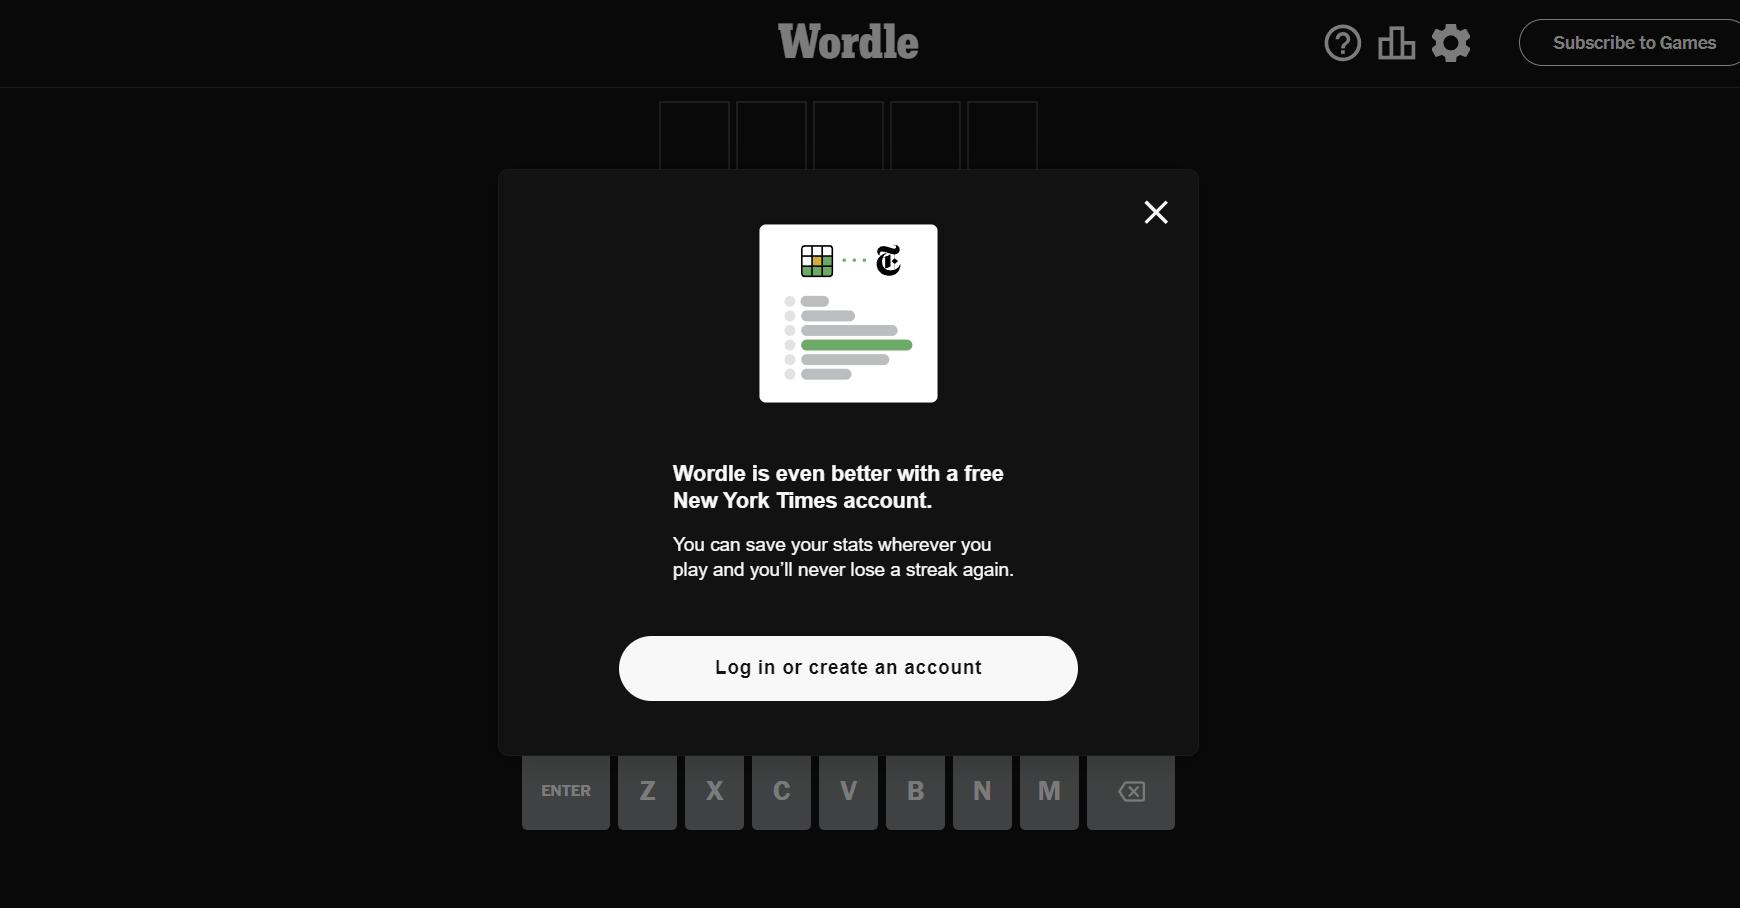 Wordle
Subscribe to Games
Wordle is even better with a free
New York Times account.
You can save your stats wherever you
play and you’ll never lose a streak again.
Log in or create an account
ENTER Z X C V B N M